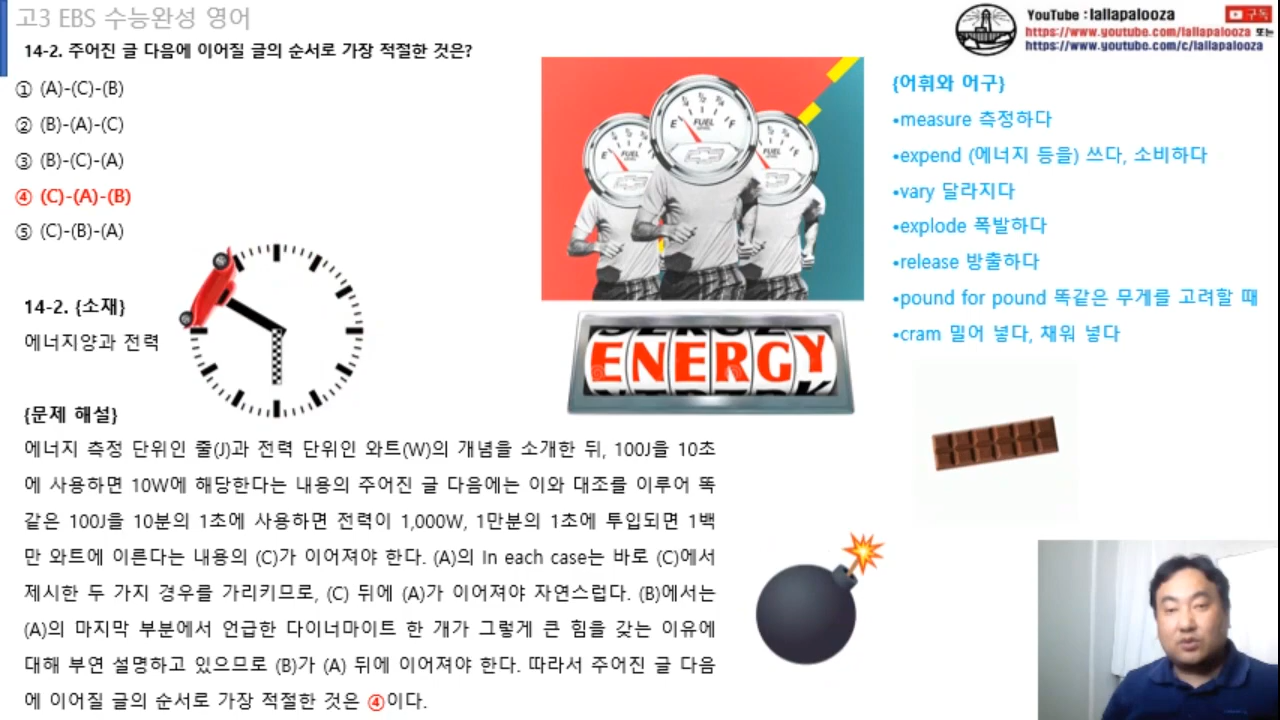 고3 EBS 수능완성 영어
14-2. 주어진 글 다음에 이어질 글의 순서로 가장 적절한 것은?
① (A)-(C)-(B)
② (B)-(A)-(C)
③ (B)-(C)-(A)
④ (C)-(A)-(B)
⑤ (C)-(B)-(A)
14-2. {소재}
에너지양과 전력
{문제 해설}
에너지 측정 단위인 줄(J)과 전력 단위인 와트(W)의 개념을 소개한 뒤, 100J을 10초
에 사용하면 10W에 해당한다는 내용의 주어진 글 다음에는 이와 대조를 이루어 똑
같은 100J을 10분의 1초에 사용하면 전력이 1,000W, 1만분의 1초에 투입되면 1백
만 와트에 이른다는 내용의 (C)가 이어져야 한다. (A)의 In each case는 바로 (C)에서
제시한 두 가지 경우를 가리키므로, (C) 뒤에 (A)가 이어져야 자연스럽다. (B)에서는
(A)의 마지막 부분에서 언급한 다이너마이트 한 개가 그렇게 큰 힘을 갖는 이유에
대해 부연 설명하고 있으므로 (B)가 (A) 뒤에 이어져야 한다. 따라서 주어진 글 다음
에 이어질 글의 순서로 가장 적절한 것은 ④이다.
E F FUEL
FUEL
FUEL
ENERGY
YouTube : lallapalooza
구독
https://www.youtube.com/lallapalooza 또는
https://www.youtube.com/c/lallapalooza
{어휘와 어구}
•measure 측정하다
•expend (에너지 등을) 쓰다, 소비하다
•vary 달라지다
•explode 폭발하다
•release 방출하다
•pound for pound 똑같은 무게를 고려할 때
•cram 밀어 넣다, 채워 넣다